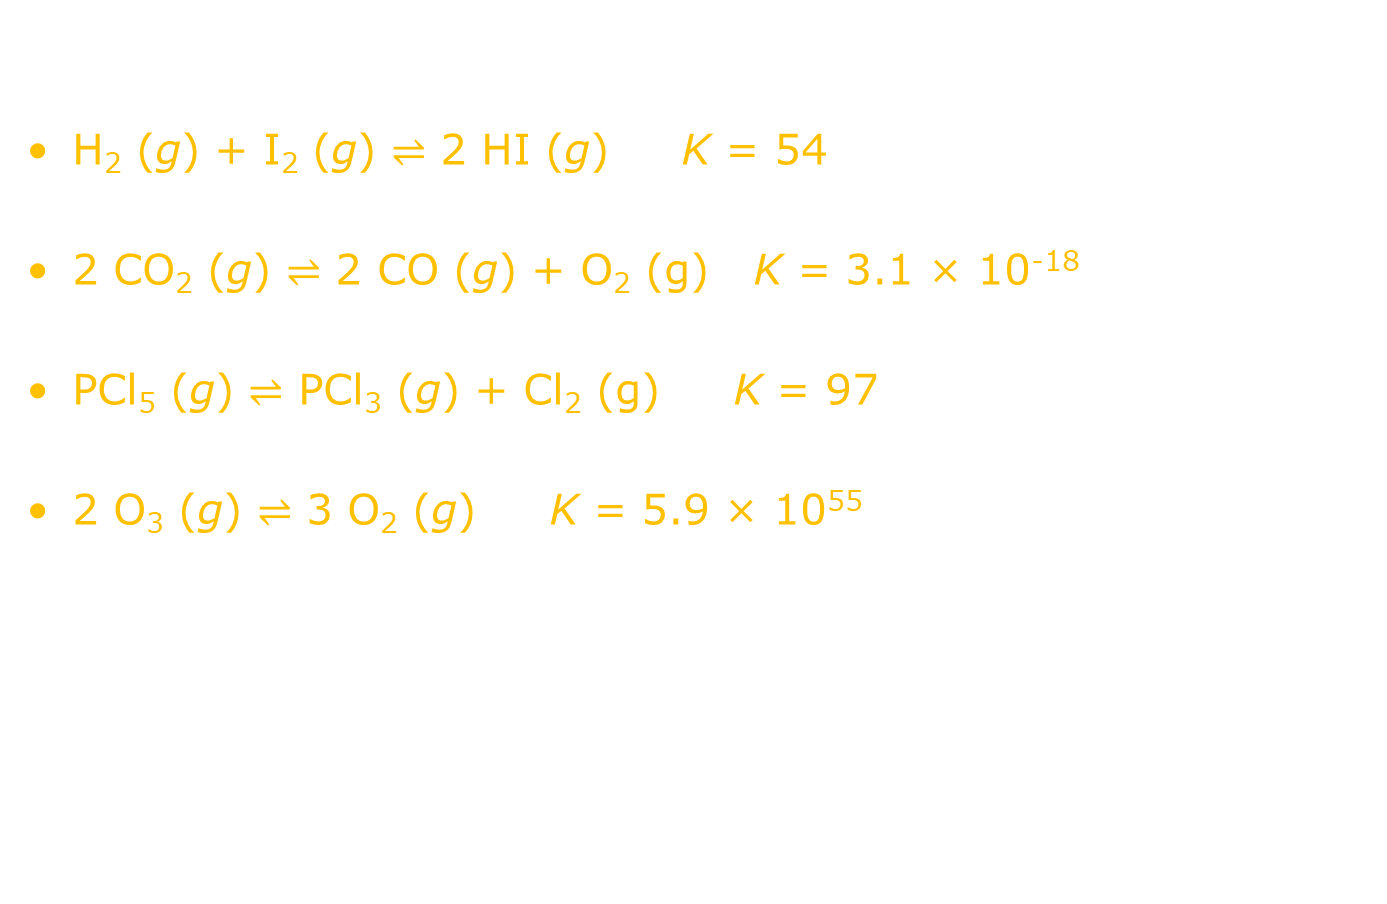 • H₂ (g) + I₂ (g) ⇌ 2 HI (g) K = 54
• 2 CO₂ (g) ⇌ 2 CO (g) + O₂ (g) K = 3.1 × 10⁻¹⁸
• PCl₅ (g) ⇌ PCl₃ (g) + Cl₂ (g) K = 97
• 2 O₃ (g) ⇌ 3 O₂ (g) K = 5.9 × 10⁵⁵